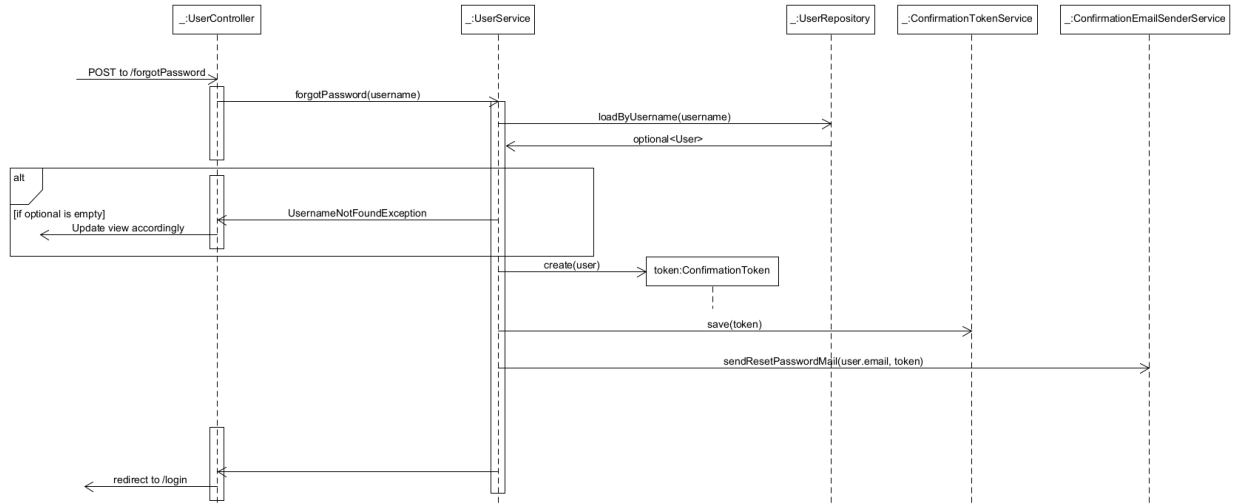 _:UserController
_:UserService
_:UserRepository
_:ConfirmationTokenService
_:ConfirmationEmailSenderService
POST to /forgotPassword
forgotPassword(username)
loadByUsername(username)
optional<User>
alt
[if optional is empty]
UsernameNotFoundException
Update view accordingly
create(user)
token:ConfirmationToken
save(token)
sendResetPasswordMail(user.email, token)
redirect to /login